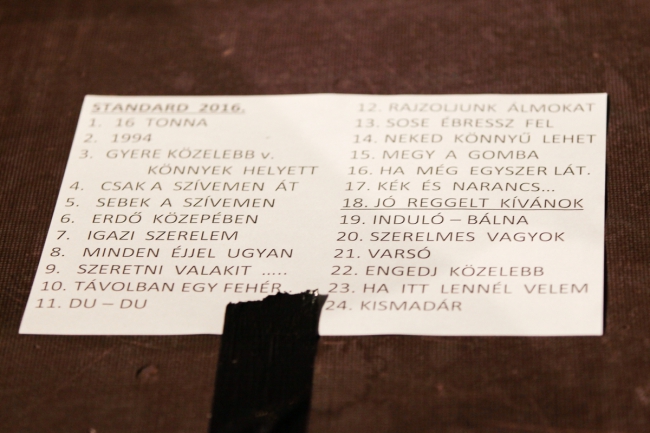 STANDARD 2016.
1. 16 TONNA
2. 1994
3. GYERE KÖZELEBB v.
KÖNNYEK HELYETT
4. CSAK A SZÍVEMEN ÁT
5. SEBEK A SZÍVEMEN
6. ERDŐ KÖZEPÉBEN
7. IGAZI SZERELEM
8. MINDEN ÉJJEL UGYAN
9. SZERETNI VALAKIT .....
10. TÁVOLBAN EGY FEHÉR..
11. DU – DU
12. RAJZOLJUNK ÁLMOKAT
13. SOSE ÉBRESSZ FEL
14. NEKED KÖNNYŰ LEHET
15. MEGY A GOMBA
16. HA MÉG EGYSZER LÁT.
17. KÉK ÉS NARANCS...
18. JÓ REGGELT KÍVÁNOK
19. INDULÓ – BÁLNA
20. SZERELMES VAGYOK
21. VARSÓ
22. ENGEDJ KÖZELEBB
23. HA ITT LENNÉL VELEM
24. KISMADÁR